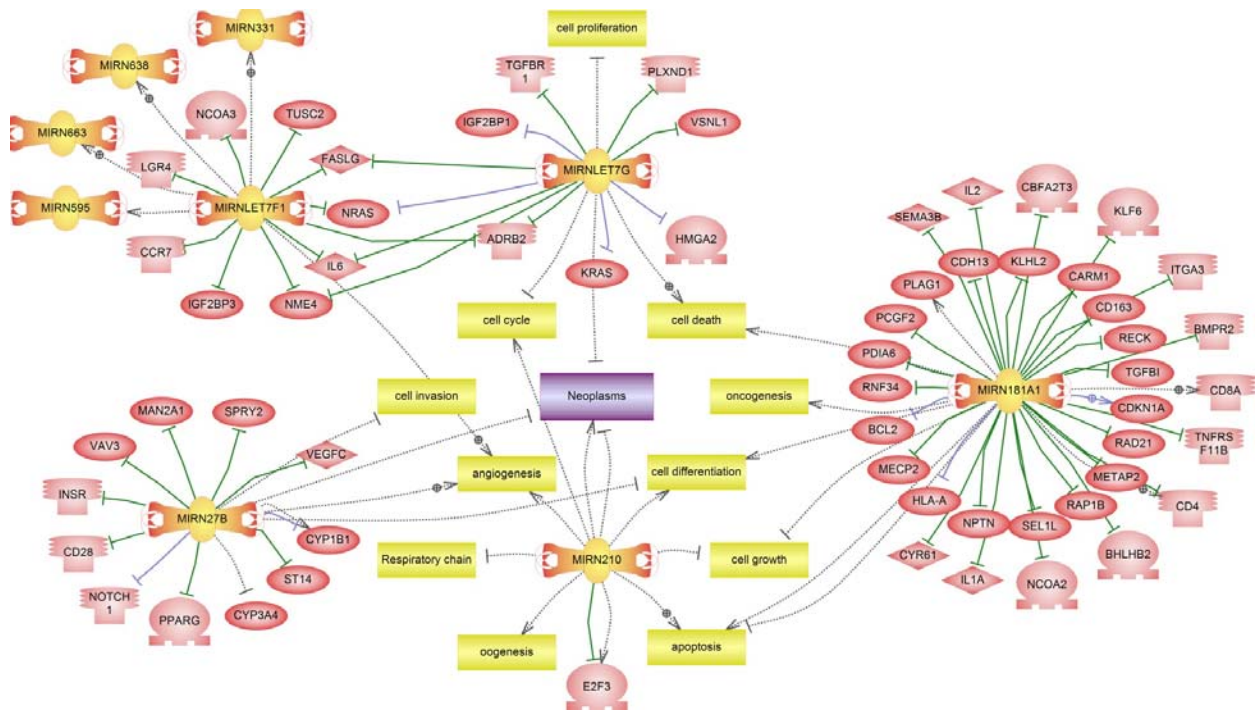 MIRN331
MIRN638
MIRN663
MIRN595
NCOA3
TUSC2
LGR4
FASLG
MIRNLET7F1
NRAS
CCR7
IL6
IGF2BP3
NME4
cell proliferation
TGFBR
1
PLXND1
IGF2BP1
VSNL1
MIRNLET7G
ADRB2
HMGA2
KRAS
cell cycle
cell death
cell invasion
Neoplasms
oncogenesis
angiogenesis
cell differentiation
MAN2A1
SPRY2
VAV3
VEGFC
INSR
MIRN27B
CYP1B1
CD28
ST14
NOTCH
1
PPARG
CYP3A4
Respiratory chain
MIRN210
cell growth
oogenesis
apoptosis
E2F3
IL2
CBFA2T3
SEMA3B
KLF6
CDH13
KLHL2
PLAG1
CARM1
ITGA3
PCGF2
CD163
BMPR2
PDIA6
RECK
RNF34
MIRN181A1
TGFBI
CD8A
CDKN1A
BCL2
RAD21
TNFRS
F11B
MECP2
METAP2
HLA-A
RAP1B
CD4
NPTN
SEL1L
CYR61
BHLHB2
IL1A
NCOA2